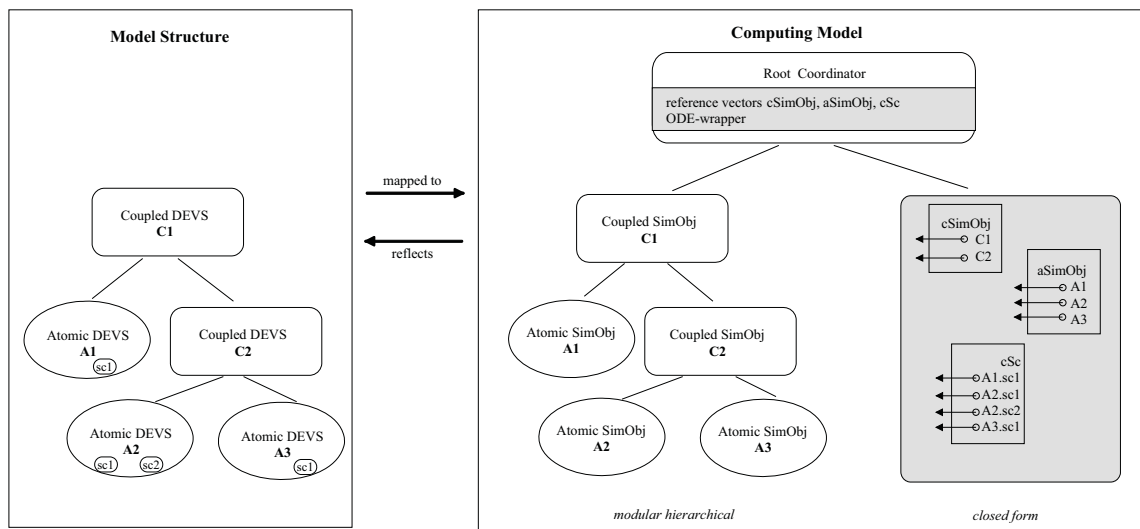 Model Structure
Coupled DEVS
C1
Atomic DEVS
A1
sc1
Coupled DEVS
C2
Atomic DEVS
A2
sc1
sc2
Atomic DEVS
A3
sc1
mapped to
reflects
Computing Model
Root Coordinator
reference vectors cSimObj, aSimObj, cSc
ODE-wrapper
Coupled SimObj
C1
Atomic SimObj
A1
Coupled SimObj
C2
Atomic SimObj
A2
Atomic SimObj
A3
modular hierarchical
cSimObj
C1
C2
aSimObj
A1
A2
A3
cSc
A1.sc1
A2.sc1
A2.sc2
A3.sc1
closed form